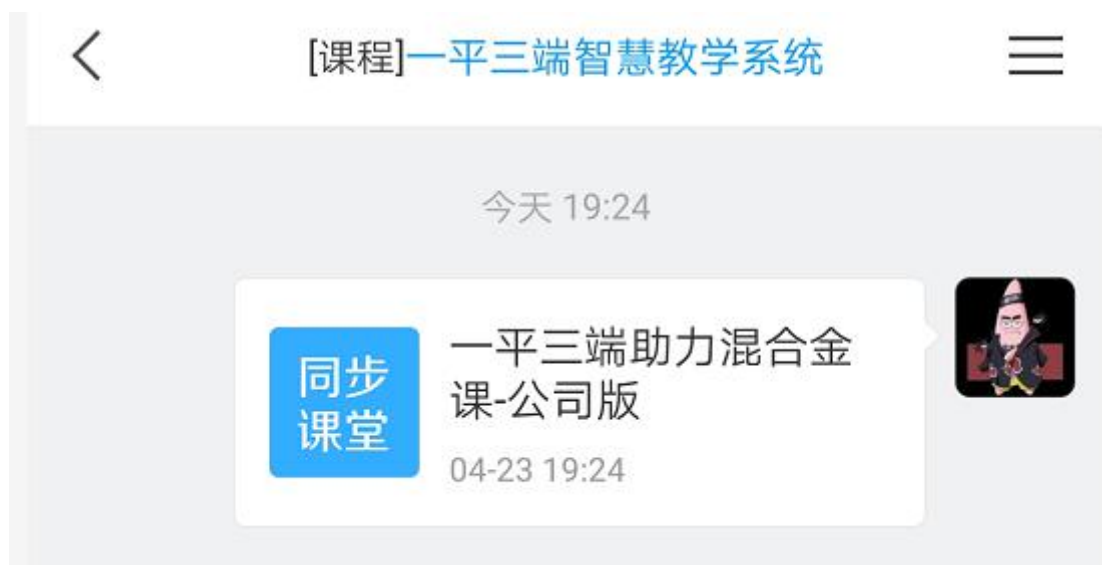 [课程]一平三端智慧教学系统
今天 19:24
同步
课堂
一平三端助力混合金
课-公司版
04-23 19:24